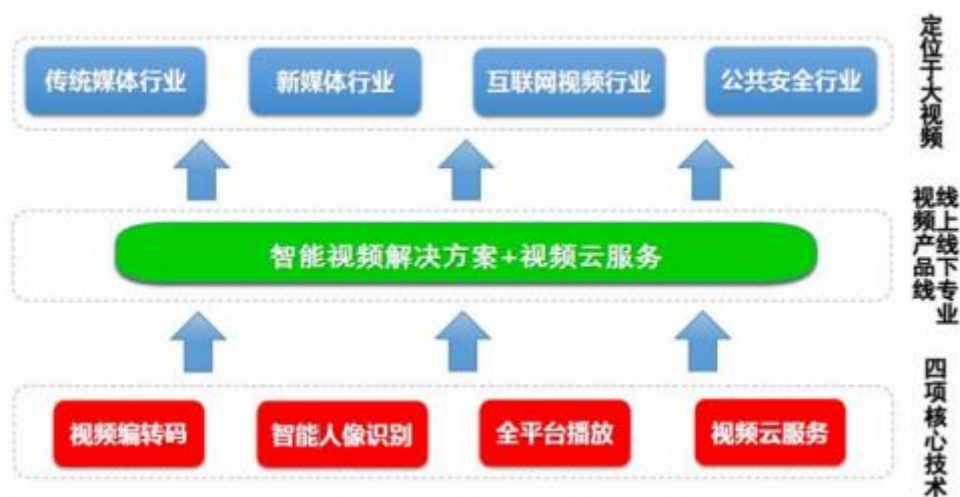 传统媒体行业
新媒体行业
互联网视频行业
公共安全行业
定位于大视频
智能视频解决方案+视频云服务
线上线下专业
视频产品线
视频编转码
智能人像识别
全平台播放
视频云服务
四项核心技术